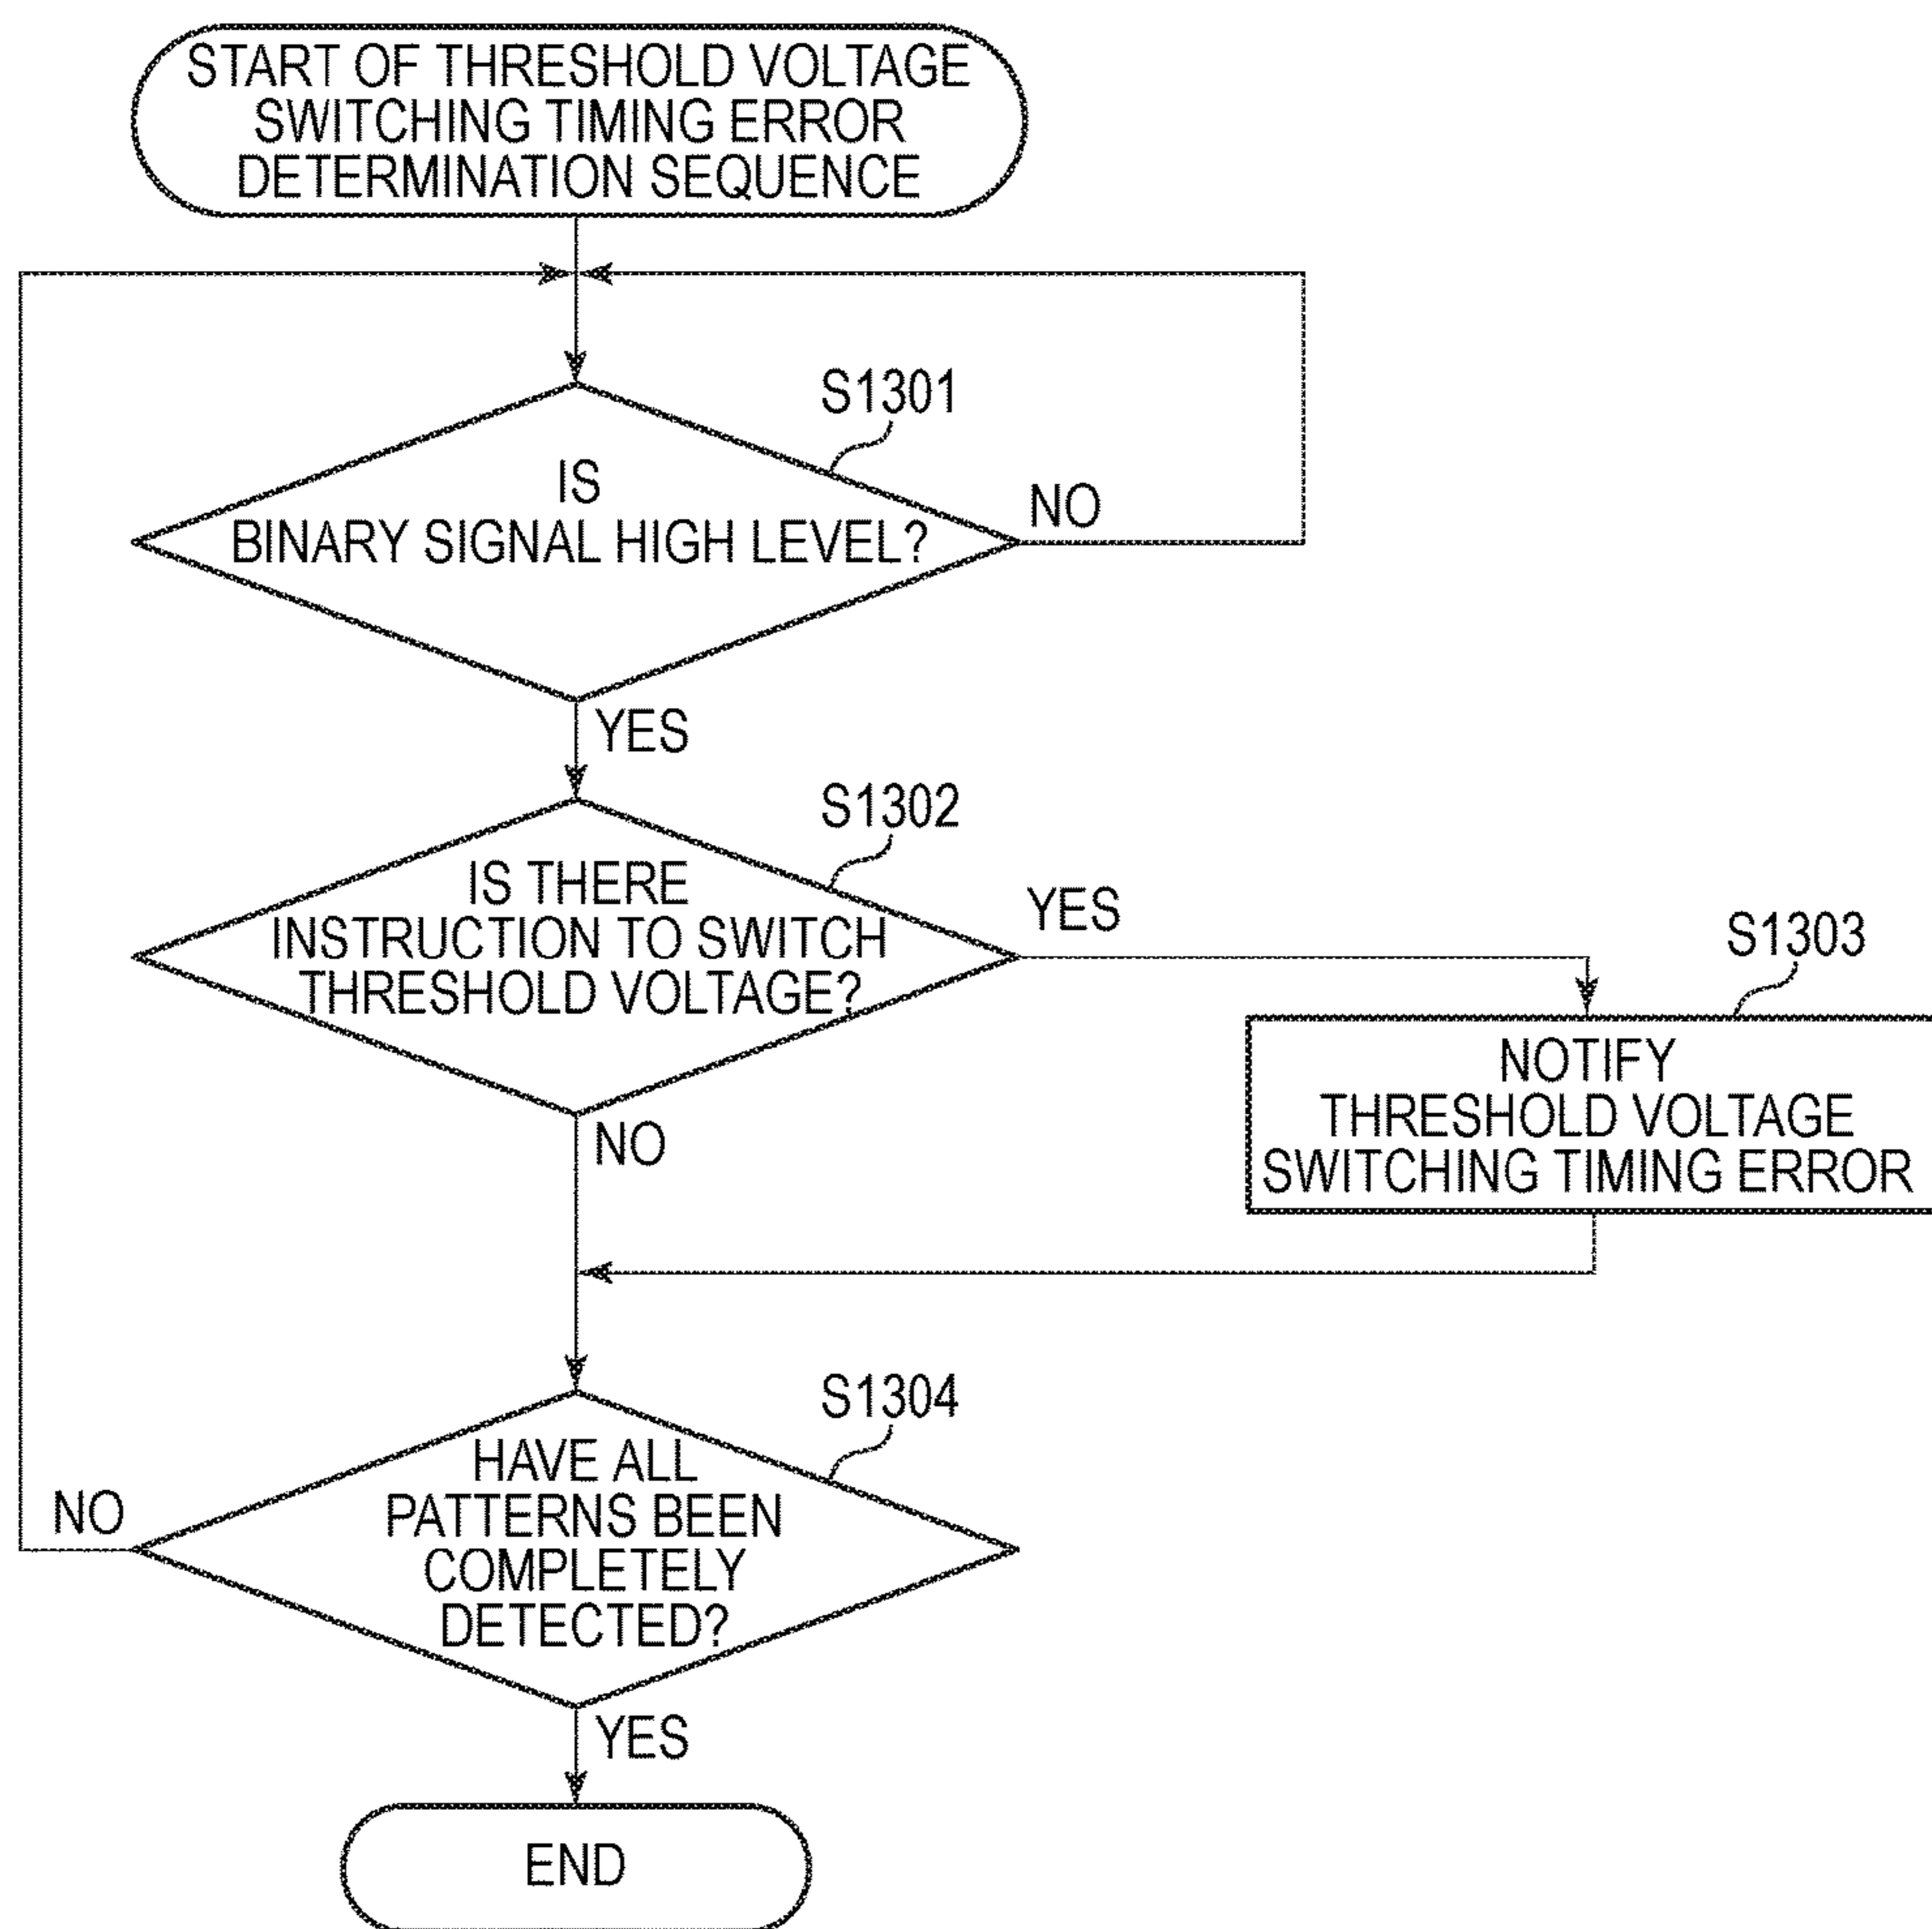 START OF THRESHOLD VOLTAGE
SWITCHING TIMING ERROR
DETERMINATION SEQUENCE
S1301
IS
BINARY SIGNAL HIGH LEVEL?
NO
YES
S1302
IS THERE
INSTRUCTION TO SWITCH
THRESHOLD VOLTAGE?
YES
S1303
NOTIFY
THRESHOLD VOLTAGE
SWITCHING TIMING ERROR
NO
S1304
HAVE ALL
PATTERNS BEEN
COMPLETELY
DETECTED?
NO
YES
END